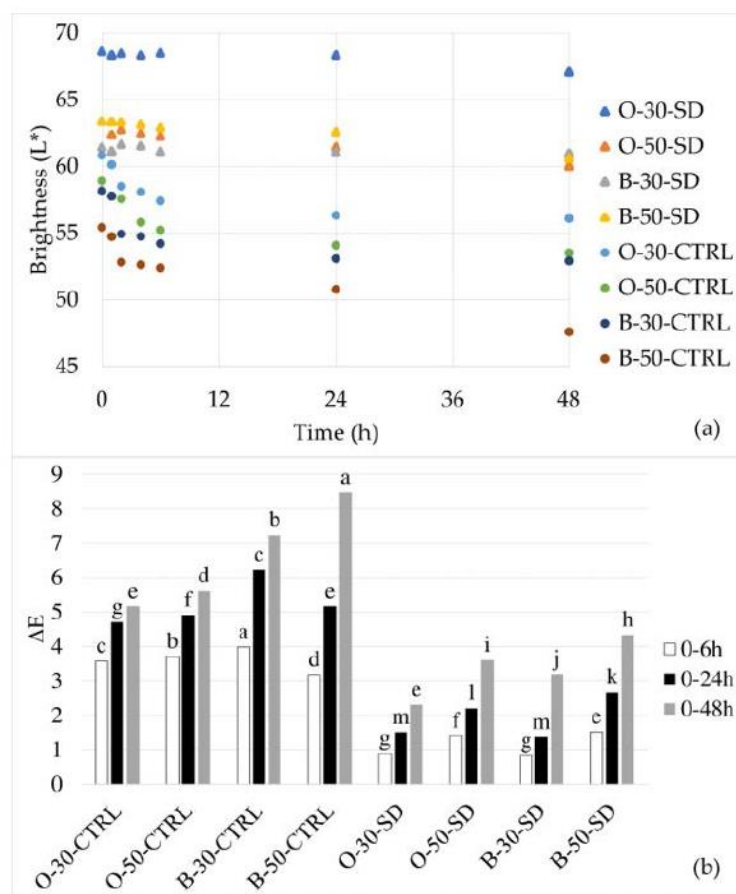 70
65
60
55
50
45
Brightness (L*)
0 12 24 36 48
Time (h)
(a)
O-30-SD
O-50-SD
B-30-SD
B-50-SD
O-30-CTRL
O-50-CTRL
B-30-CTRL
B-50-CTRL
9
8
7
6
5
4
3
2
1
0
ΔE
c g e
b f d
a c b
d e a
g m e
f l i
g m j
e k h
O-30-CTRL
O-50-CTRL
B-30-CTRL
B-50-CTRL
O-30-SD
O-50-SD
B-30-SD
B-50-SD
0-6h
0-24h
0-48h
(b)